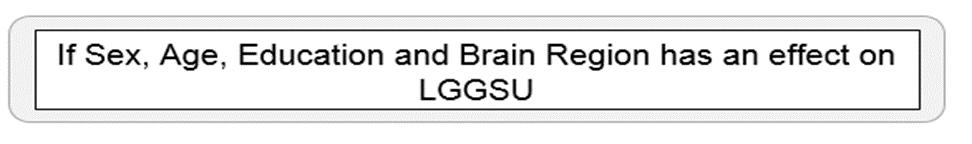 If Sex, Age, Education and Brain Region has an effect on
LGGSU